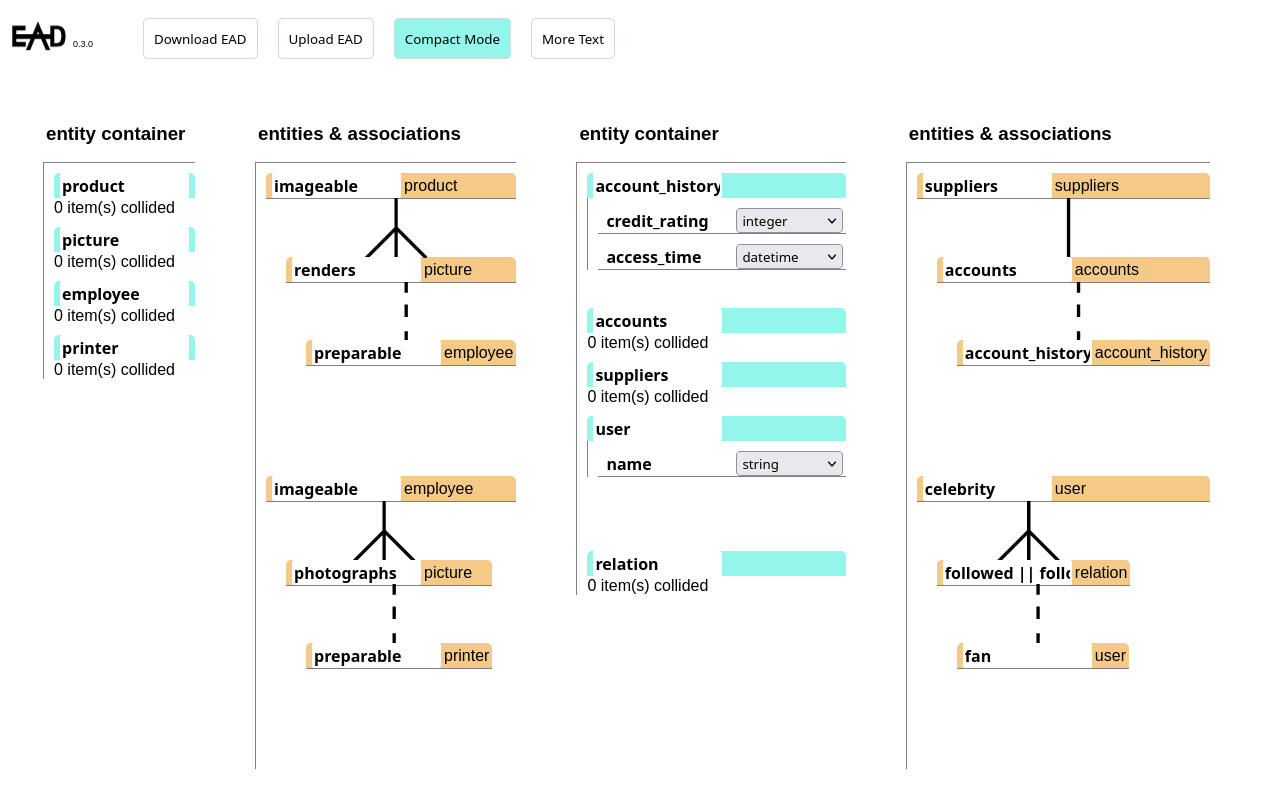 EAD 0.3.0 Download EAD Upload EAD Compact Mode More Text
entity container
product
0 item(s) collided
picture
0 item(s) collided
employee
0 item(s) collided
printer
0 item(s) collided
entities & associations
imageable product
renders picture
preparable employee
imageable employee
photographs picture
preparable printer
entity container
account_history
credit_rating integer
access_time datetime
accounts
0 item(s) collided
suppliers
0 item(s) collided
user
name string
relation
0 item(s) collided
entities & associations
suppliers suppliers
accounts accounts
account_history account_history
celebrity user
followed || follo relation
fan user